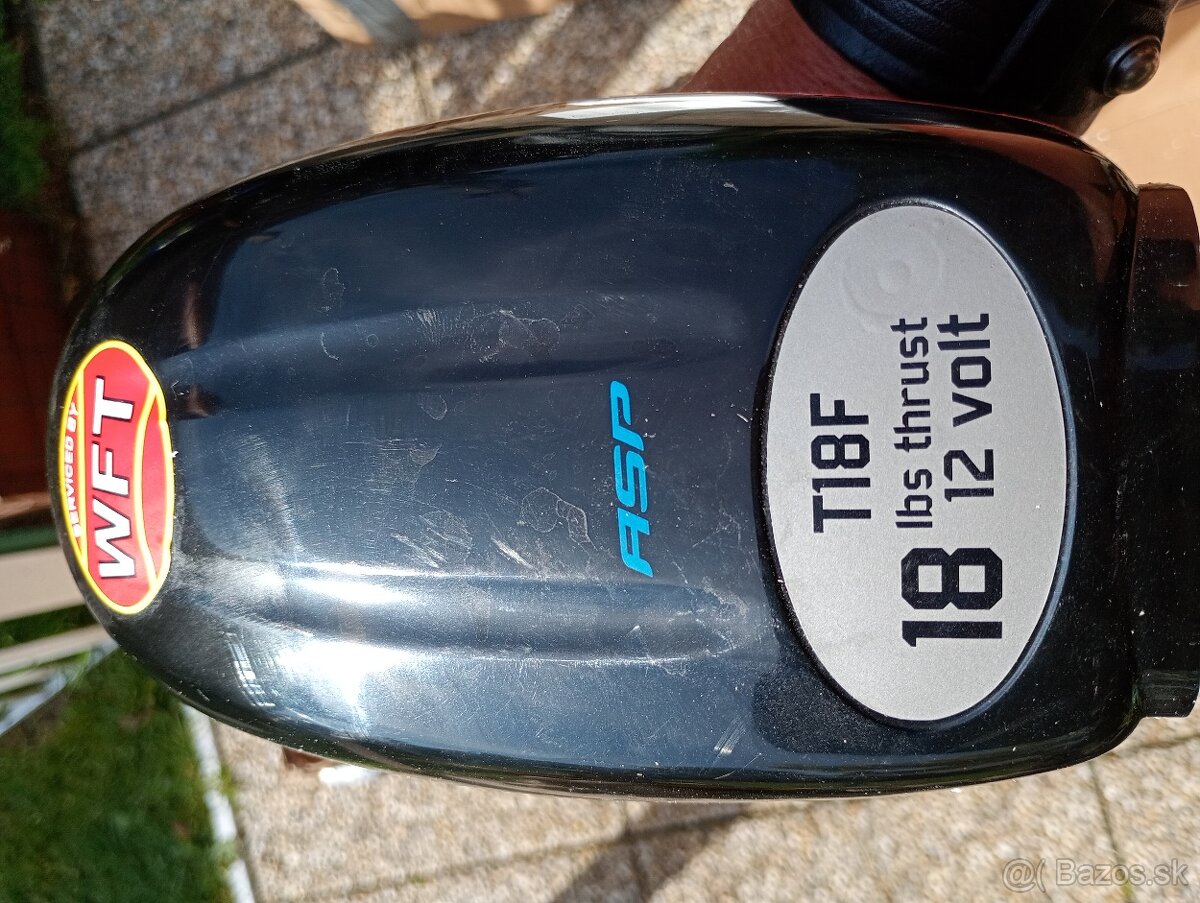 SERVICED BY
WFT
ASP
T18F
18 lbs thrust
12 volt
@( Bazos.sk